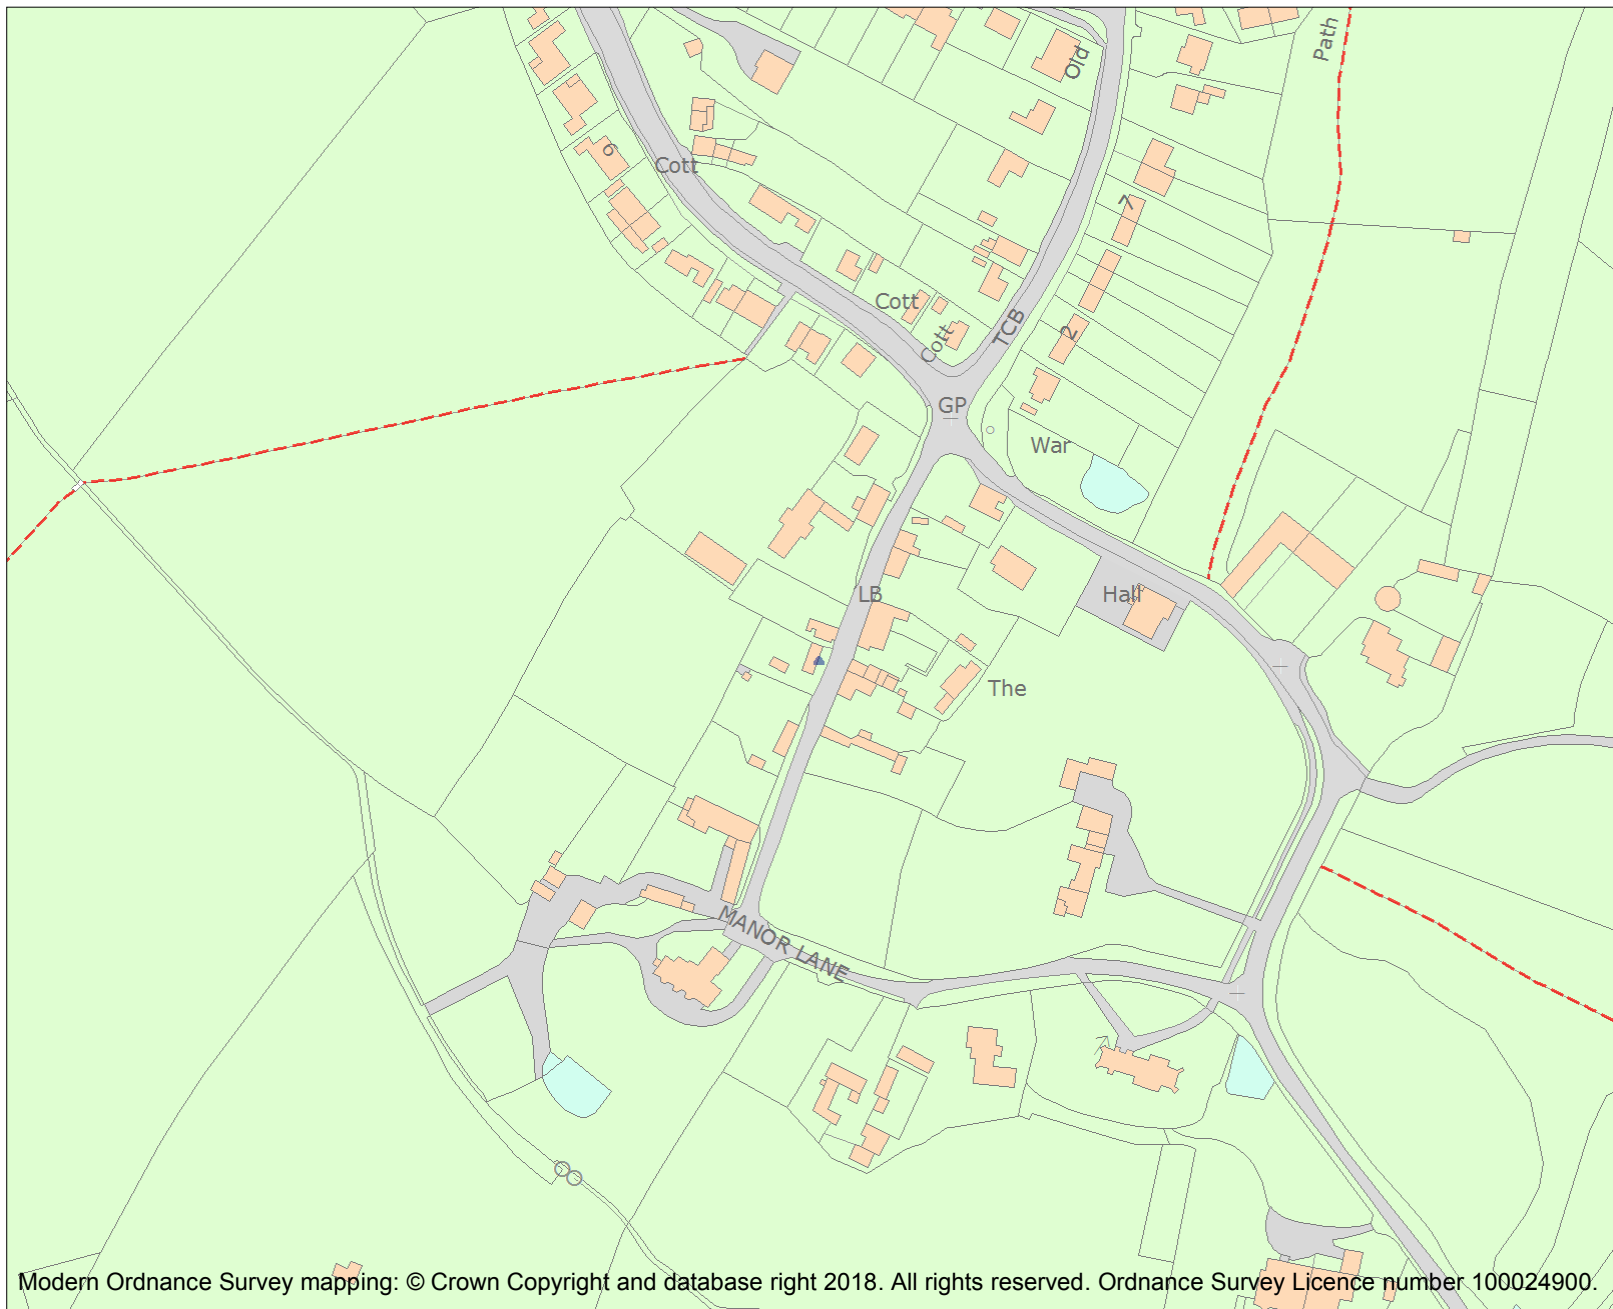 Path
Old
6
Cott
7
Cott
TCB
2
Cott
GP
War
LB
Hall
The
MANOR LANE
Modern Ordnance Survey mapping: © Crown Copyright and database right 2018. All rights reserved. Ordnance Survey Licence number 100024900.